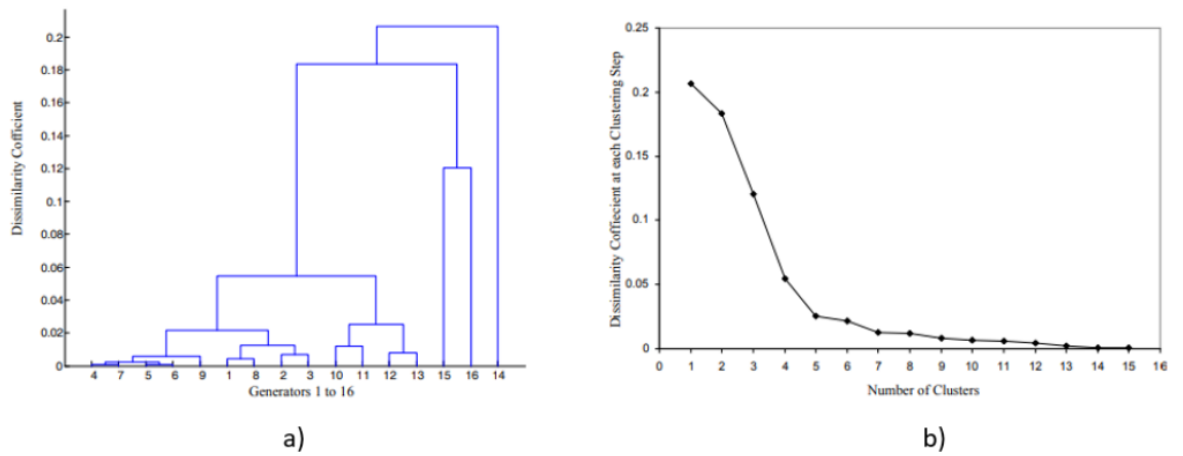 Dissimilarity Cofficient
0.2
0.18
0.16
0.14
0.12
0.1
0.08
0.06
0.04
0.02
0
4 7 5 6 9 1 8 2 3 10 11 12 13 15 16 14
Generators 1 to 16
a)
Dissimilarity Coffiecient at each Clustering Step
0.25
0.2
0.15
0.1
0.05
0
0 1 2 3 4 5 6 7 8 9 10 11 12 13 14 15 16
Number of Clusters
b)